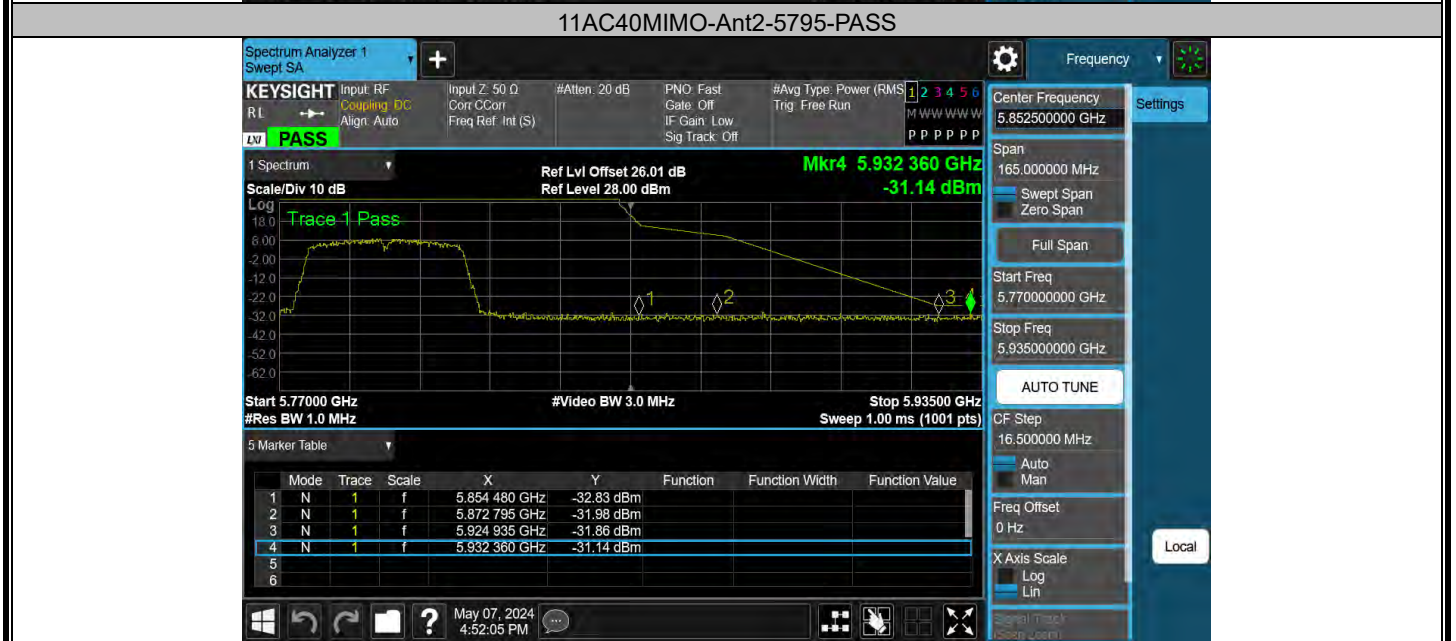 11AC40MIMO-Ant2-5795-PASS
Spectrum Analyzer 1
Swept SA
+
Frequency
KEYSIGHT
RL
LXI PASS
Input: RF
Coupling: DC
Align: Auto
Input Z: 50 Ω
Corr CCorr
Freq Ref: Int (S)
#Atten: 20 dB
PNO: Fast
Gate: Off
IF Gain: Low
Sig Track: Off
#Avg Type: Power (RMS
Trig: Free Run
1 2 3 4 5 6
M W W W W W
P P P P P P
1 Spectrum
Scale/Div 10 dB
Ref Lvl Offset 26.01 dB
Ref Level 28.00 dBm
Mkr4 5.932 360 GHz
-31.14 dBm
Log
Trace 1 Pass
18.0
8.00
-2.00
-12.0
-22.0
-32.0
-42.0
-52.0
-62.0
1
2
3
4
Start 5.77000 GHz
#Video BW 3.0 MHz
Stop 5.93500 GHz
#Res BW 1.0 MHz
Sweep 1.00 ms (1001 pts)
5 Marker Table
Mode Trace Scale X Y Function Function Width Function Value
1 N 1 f 5.854 480 GHz -32.83 dBm
2 N 1 f 5.872 795 GHz -31.98 dBm
3 N 1 f 5.924 935 GHz -31.86 dBm
4 N 1 f 5.932 360 GHz -31.14 dBm
5
6
?
May 07, 2024
4:52:05 PM
Center Frequency
5.852500000 GHz
Settings
Span
165.000000 MHz
Swept Span
Zero Span
Full Span
Start Freq
5.770000000 GHz
Stop Freq
5.935000000 GHz
AUTO TUNE
CF Step
16.500000 MHz
Auto
Man
Freq Offset
0 Hz
X Axis Scale
Log
Lin
Signal Track
(Span Zoom)
Local